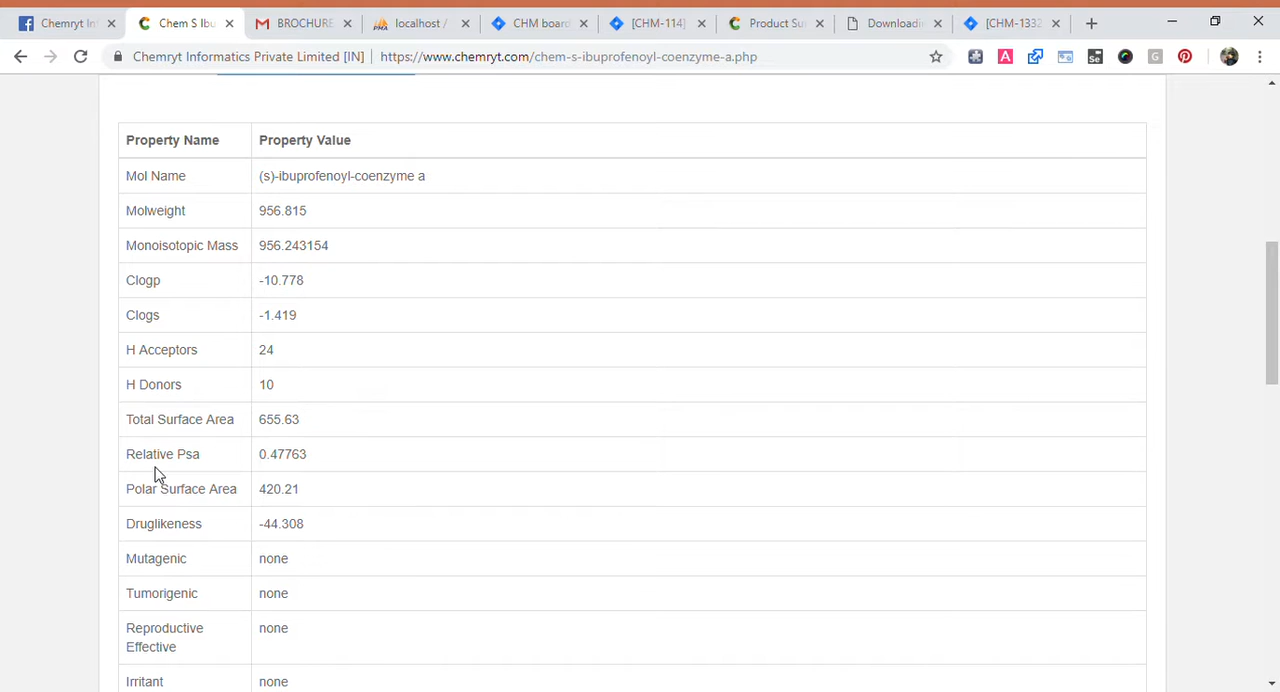 Chemryt In
Chem S Ibu
BROCHURE
localhost /
CHM board
[CHM-114]
Product Su
Downloadin
[CHM-1332
Chemryt Informatics Private Limited [IN]
https://www.chemryt.com/chem-s-ibuprofenoyl-coenzyme-a.php
Property Name Property Value
Mol Name (s)-ibuprofenoyl-coenzyme a
Molweight 956.815
Monoisotopic Mass 956.243154
Clogp -10.778
Clogs -1.419
H Acceptors 24
H Donors 10
Total Surface Area 655.63
Relative Psa 0.47763
Polar Surface Area 420.21
Druglikeness -44.308
Mutagenic none
Tumorigenic none
Reproductive none
Effective
Irritant none